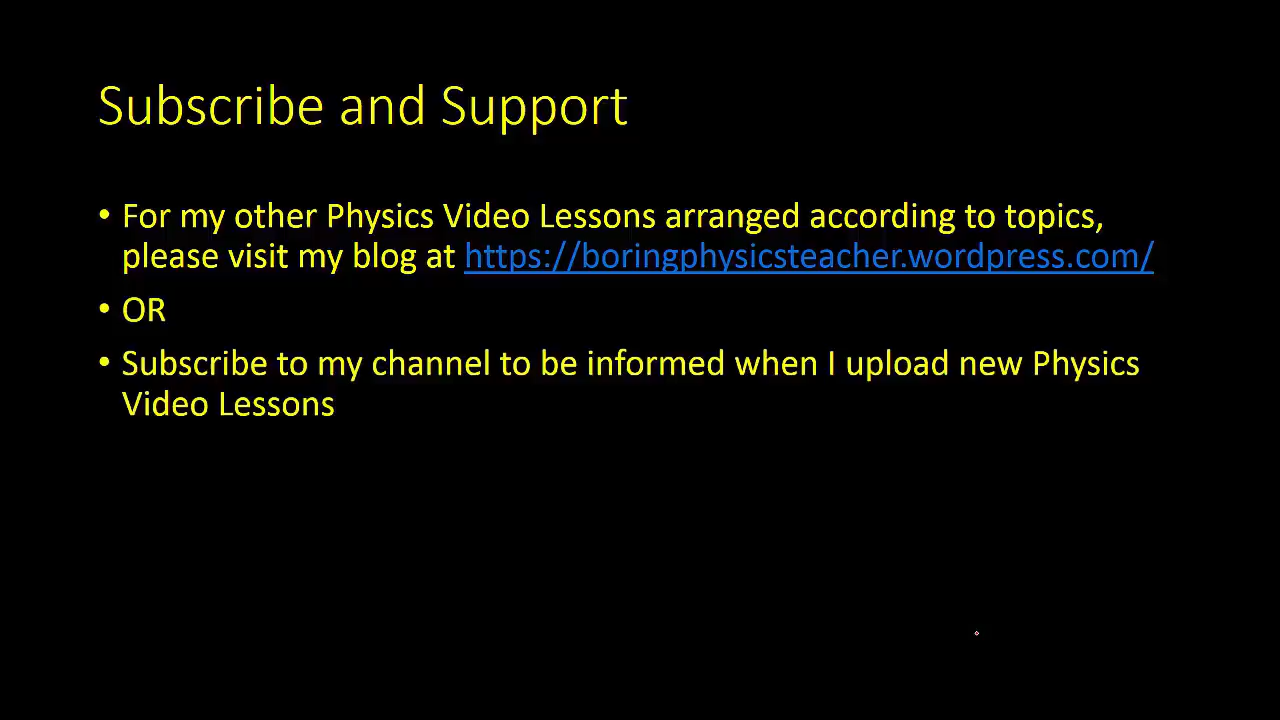 Subscribe and Support
• For my other Physics Video Lessons arranged according to topics,
please visit my blog at https://boringphysicsteacher.wordpress.com/
• OR
• Subscribe to my channel to be informed when I upload new Physics
Video Lessons